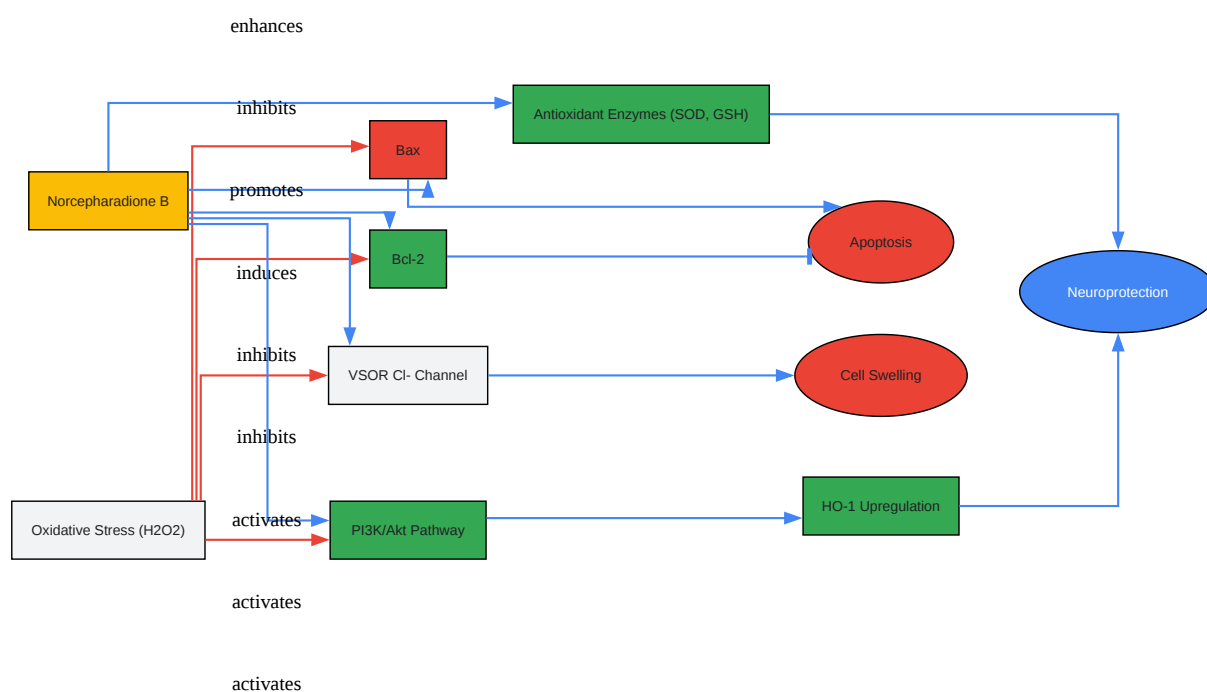 enhances
inhibits
Antioxidant Enzymes (SOD, GSH)
Bax
promotes
Norcepharadione B
Apoptosis
Bcl-2
induces
Neuroprotection
inhibits
VSOR Cl- Channel
Cell Swelling
inhibits
HO-1 Upregulation
activates
Oxidative Stress (H2O2)
PI3K/Akt Pathway
activates
activates